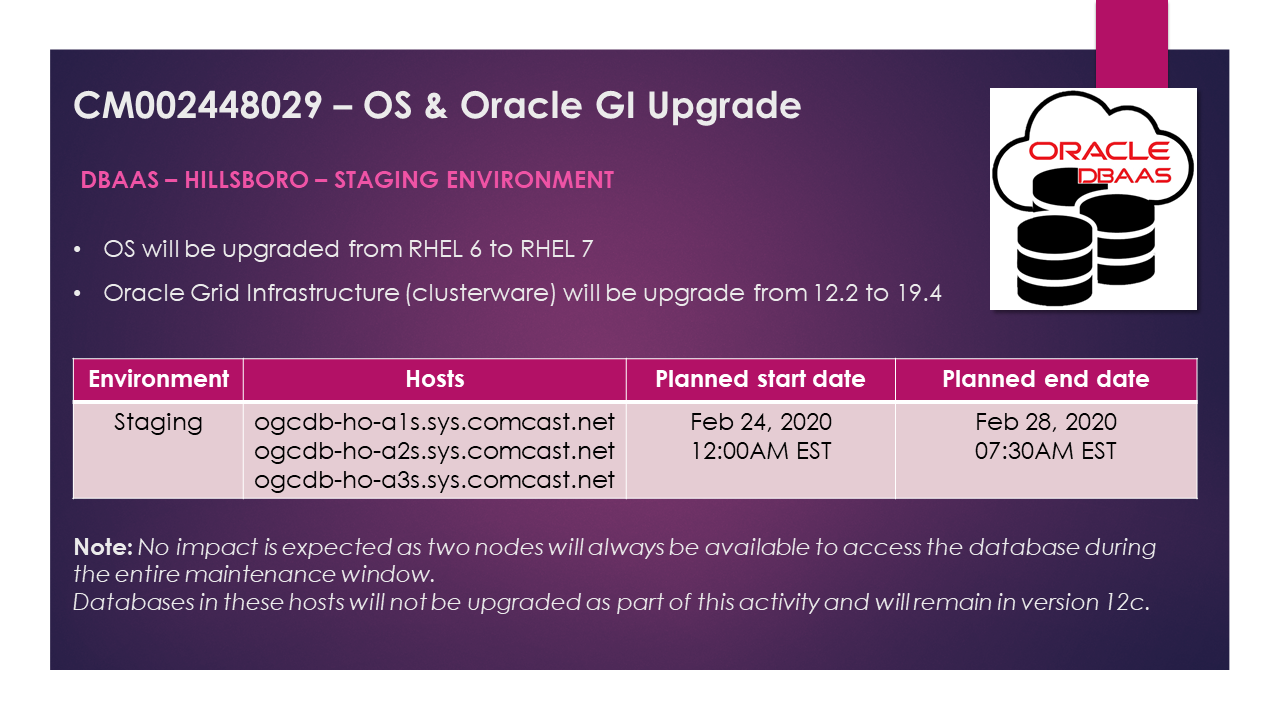 CM002448029 – OS & Oracle GI Upgrade
ORACLE
DBAAS
DBAAS – HILLSBORO – STAGING ENVIRONMENT
• OS will be upgraded from RHEL 6 to RHEL 7
• Oracle Grid Infrastructure (clusterware) will be upgrade from 12.2 to 19.4
Environment Hosts Planned start date Planned end date
Staging ogcdb-ho-a1s.sys.comcast.net Feb 24, 2020 Feb 28, 2020
ogcdb-ho-a2s.sys.comcast.net 12:00AM EST 07:30AM EST
ogcdb-ho-a3s.sys.comcast.net
Note: No impact is expected as two nodes will always be available to access the database during
the entire maintenance window.
Databases in these hosts will not be upgraded as part of this activity and will remain in version 12c.